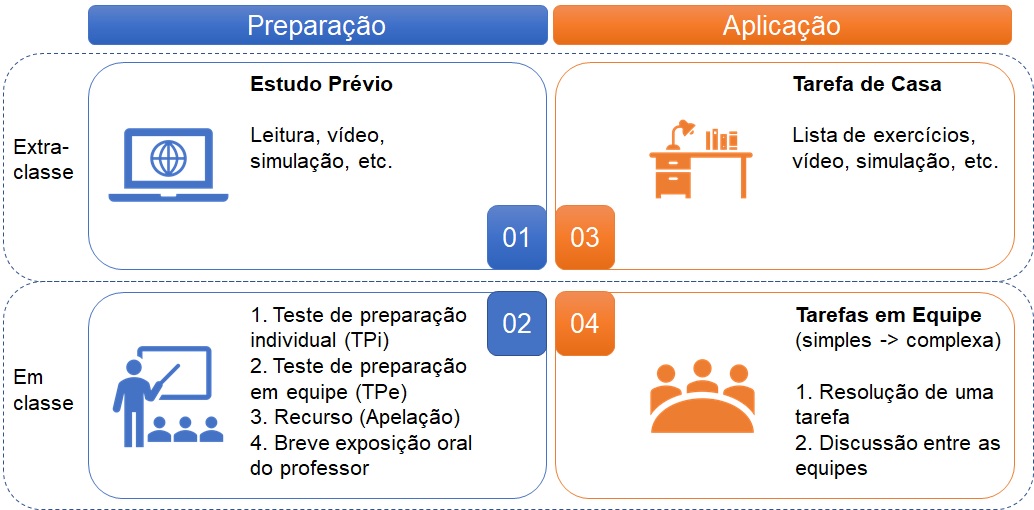 Preparação
Aplicação
Extra-
classe
Estudo Prévio
Leitura, vídeo,
simulação, etc.
01
Tarefa de Casa
Lista de exercícios,
vídeo, simulação, etc.
03
Em
classe
1. Teste de preparação
individual (TPi)
2. Teste de preparação
em equipe (TPe)
3. Recurso (Apelação)
4. Breve exposição oral
do professor
02
04
Tarefas em Equipe
(simples -> complexa)
1. Resolução de uma
tarefa
2. Discussão entre as
equipes